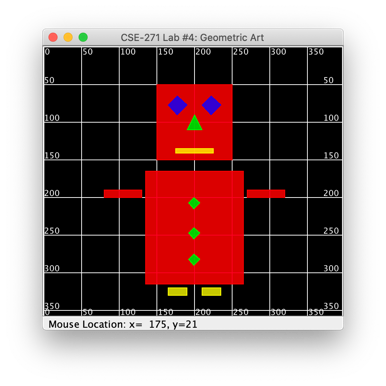 CSE-271 Lab #4: Geometric Art
0 50 100 150 200 250 300 350
50 50
100 100
150 150
200 200
250 250
300 300
350 350
0 50 100 150 200 250 300 350
Mouse Location: x= 175, y=21